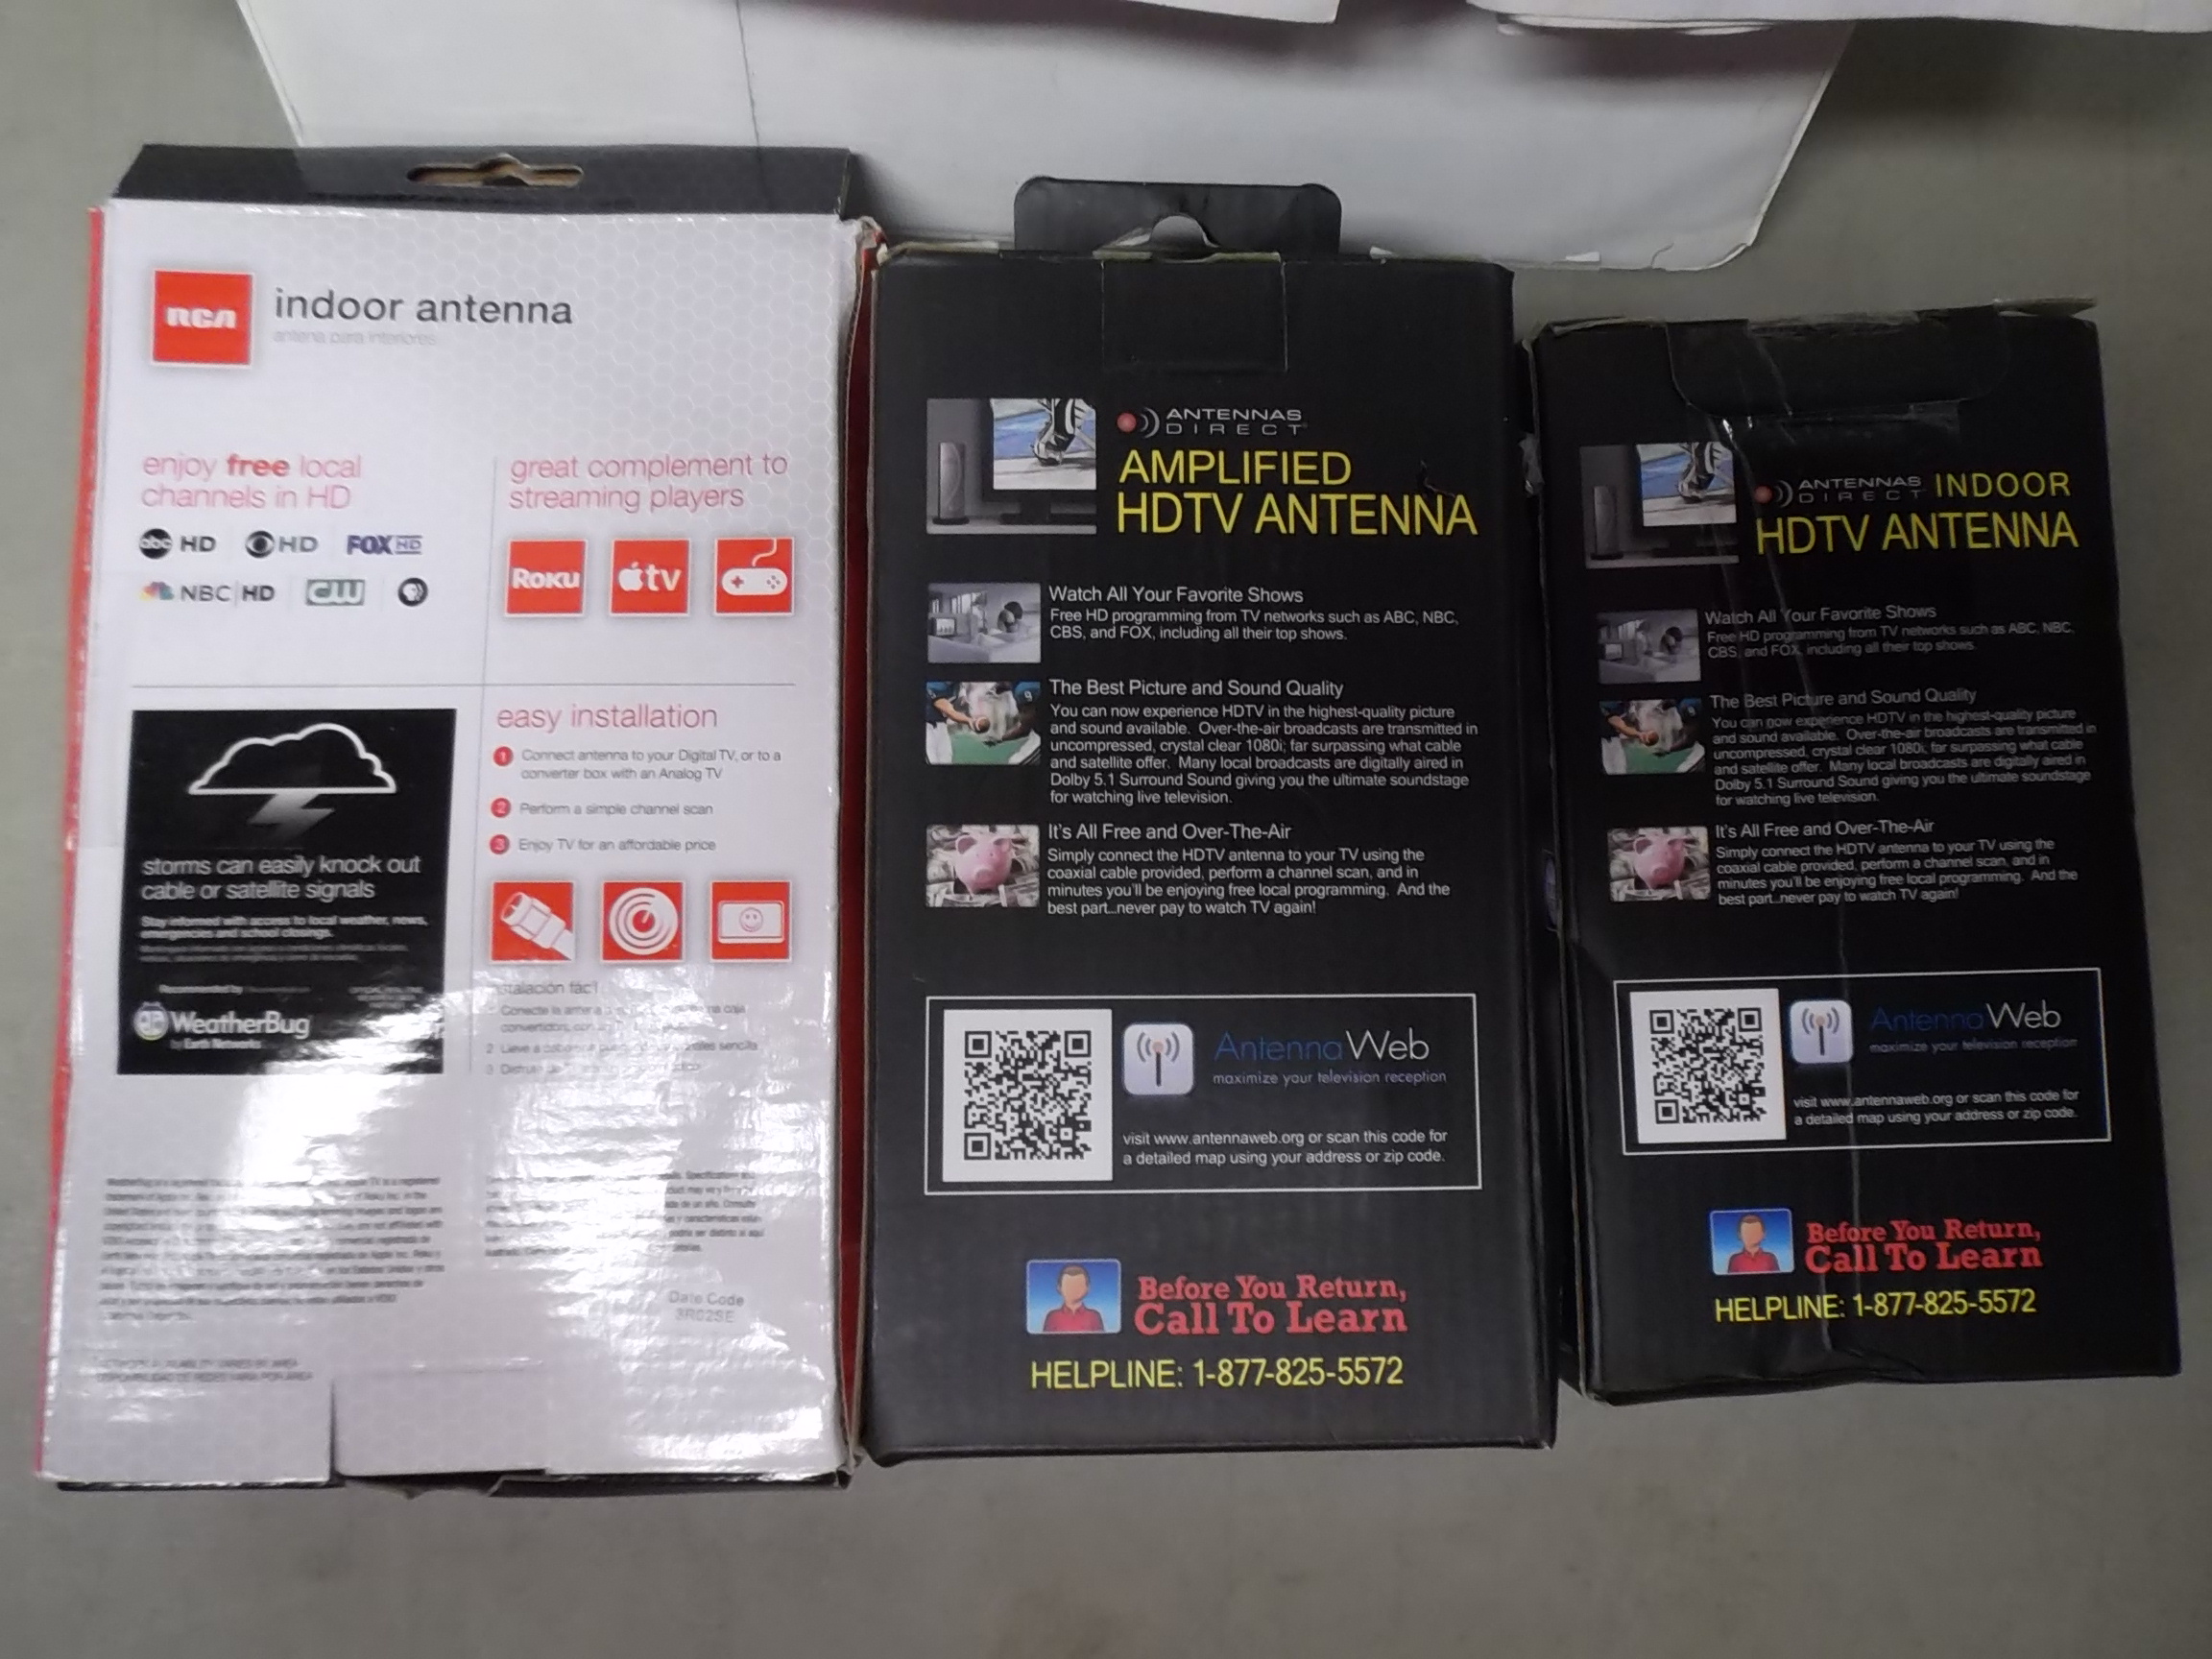 RCA
indoor antenna
antena para interiores
enjoy free local
channels in HD
abc HD
HD
FOX HD
NBC HD
CW
great complement to
streaming players
ROKU
tv
storms can easily knock out
cable or satellite signals
Stay informed with access to local weather, news,
emergencies and school closings.
Recommended by
WeatherBug
by Earth Networks
easy installation
1 Connect antenna to your Digital TV, or to a
converter box with an Analog TV
2 Perform a simple channel scan
3 Enjoy TV for an affordable price
Date Code
3R02SE
ANTENNAS
DIRECT
AMPLIFIED
HDTV ANTENNA
Watch All Your Favorite Shows
Free HD programming from TV networks such as ABC, NBC,
CBS, and FOX, including all their top shows.
The Best Picture and Sound Quality
You can now experience HDTV in the highest-quality picture
and sound available. Over-the-air broadcasts are transmitted in
uncompressed, crystal clear 1080i; far surpassing what cable
and satellite offer. Many local broadcasts are digitally aired in
Dolby 5.1 Surround Sound giving you the ultimate soundstage
for watching live television.
It's All Free and Over-The-Air
Simply connect the HDTV antenna to your TV using the
coaxial cable provided, perform a channel scan, and in
minutes you'll be enjoying free local programming. And the
best part...never pay to watch TV again!
AntennaWeb
maximize your television reception
visit www.antennaweb.org or scan this code for
a detailed map using your address or zip code.
Before You Return,
Call To Learn
HELPLINE: 1-877-825-5572
ANTENNAS
DIRECT
INDOOR
HDTV ANTENNA
Watch All Your Favorite Shows
Free HD programming from TV networks such as ABC, NBC,
CBS, and FOX, including all their top shows.
The Best Picture and Sound Quality
You can now experience HDTV in the highest-quality picture
and sound available. Over-the-air broadcasts are transmitted in
uncompressed, crystal clear 1080i; far surpassing what cable
and satellite offer. Many local broadcasts are digitally aired in
Dolby 5.1 Surround Sound giving you the ultimate soundstage
for watching live television.
It's All Free and Over-The-Air
Simply connect the HDTV antenna to your TV using the
coaxial cable provided, perform a channel scan, and in
minutes you'll be enjoying free local programming. And the
best part...never pay to watch TV again!
AntennaWeb
maximize your television reception
visit www.antennaweb.org or scan this code for
a detailed map using your address or zip code.
Before You Return,
Call To Learn
HELPLINE: 1-877-825-5572